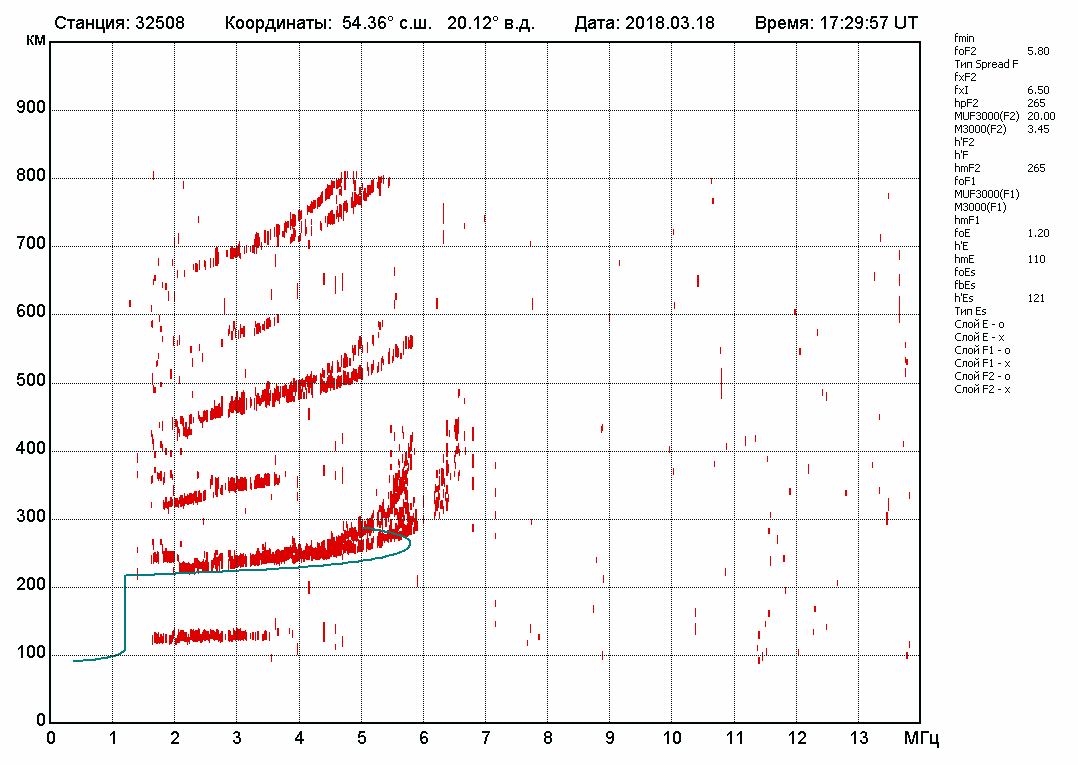 Станция: 32508 Координаты: 54.36° с.ш. 20.12° в.д. Дата: 2018.03.18 Время: 17:29:57 UT
км
900
800
700
600
500
400
300
200
100
0
0 1 2 3 4 5 6 7 8 9 10 11 12 13 МГц
fmin
foF2 5.80
Тип Spread F
fxF2
fxI 6.50
hpF2 265
MUF3000(F2) 20.00
M3000(F2) 3.45
h'F2
h'F
hmF2 265
foF1
MUF3000(F1)
M3000(F1)
hmF1
foE 1.20
h'E
hmE 110
foEs
fbEs
h'Es 121
Тип Es
Слой E - o
Слой E - x
Слой F1 - o
Слой F1 - x
Слой F2 - o
Слой F2 - x